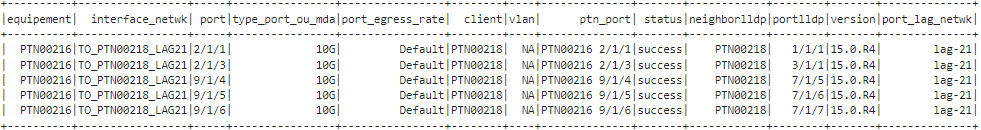 +----------+------------------+-----+------------------+----------------+--------+----+--------------+-------+------------+--------+-------+--------------+
|equipement|   interface_netwk| port|type_port_ou_mda|port_egress_rate|  client|vlan|      ptn_port| status|neighborlldp|portlldp|version|port_lag_netwk|
+----------+------------------+-----+------------------+----------------+--------+----+--------------+-------+------------+--------+-------+--------------+
|  PTN00216|TO_PTN00218_LAG21|2/1/1|             10G|         Default|PTN00218|  NA|PTN00216 2/1/1|success|    PTN00218|   1/1/1|15.0.R4|        lag-21|
|  PTN00216|TO_PTN00218_LAG21|2/1/3|             10G|         Default|PTN00218|  NA|PTN00216 2/1/3|success|    PTN00218|   3/1/1|15.0.R4|        lag-21|
|  PTN00216|TO_PTN00218_LAG21|9/1/4|             10G|         Default|PTN00218|  NA|PTN00216 9/1/4|success|    PTN00218|   7/1/5|15.0.R4|        lag-21|
|  PTN00216|TO_PTN00218_LAG21|9/1/5|             10G|         Default|PTN00218|  NA|PTN00216 9/1/5|success|    PTN00218|   7/1/6|15.0.R4|        lag-21|
|  PTN00216|TO_PTN00218_LAG21|9/1/6|             10G|         Default|PTN00218|  NA|PTN00216 9/1/6|success|    PTN00218|   7/1/7|15.0.R4|        lag-21|
+----------+------------------+-----+------------------+----------------+--------+----+--------------+-------+------------+--------+-------+--------------+